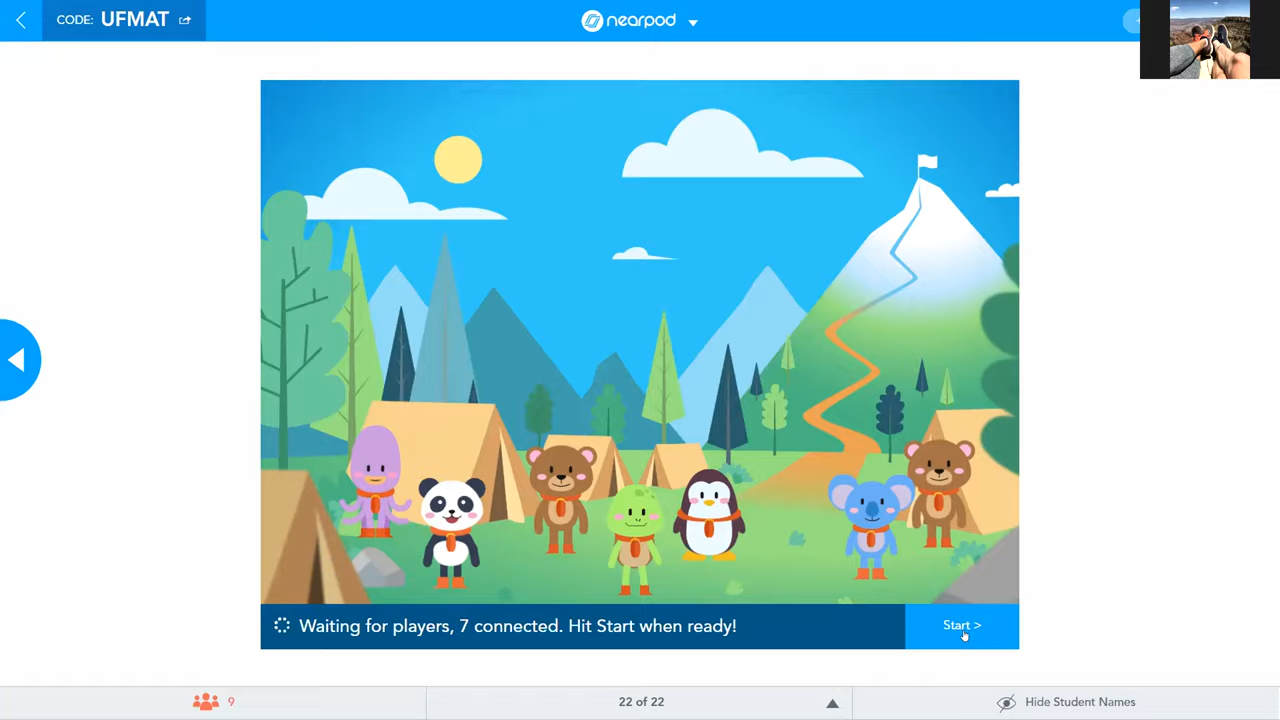 CODE: UFMAT
nearpod
Waiting for players, 7 connected. Hit Start when ready!
Start >
9
22 of 22
Hide Student Names